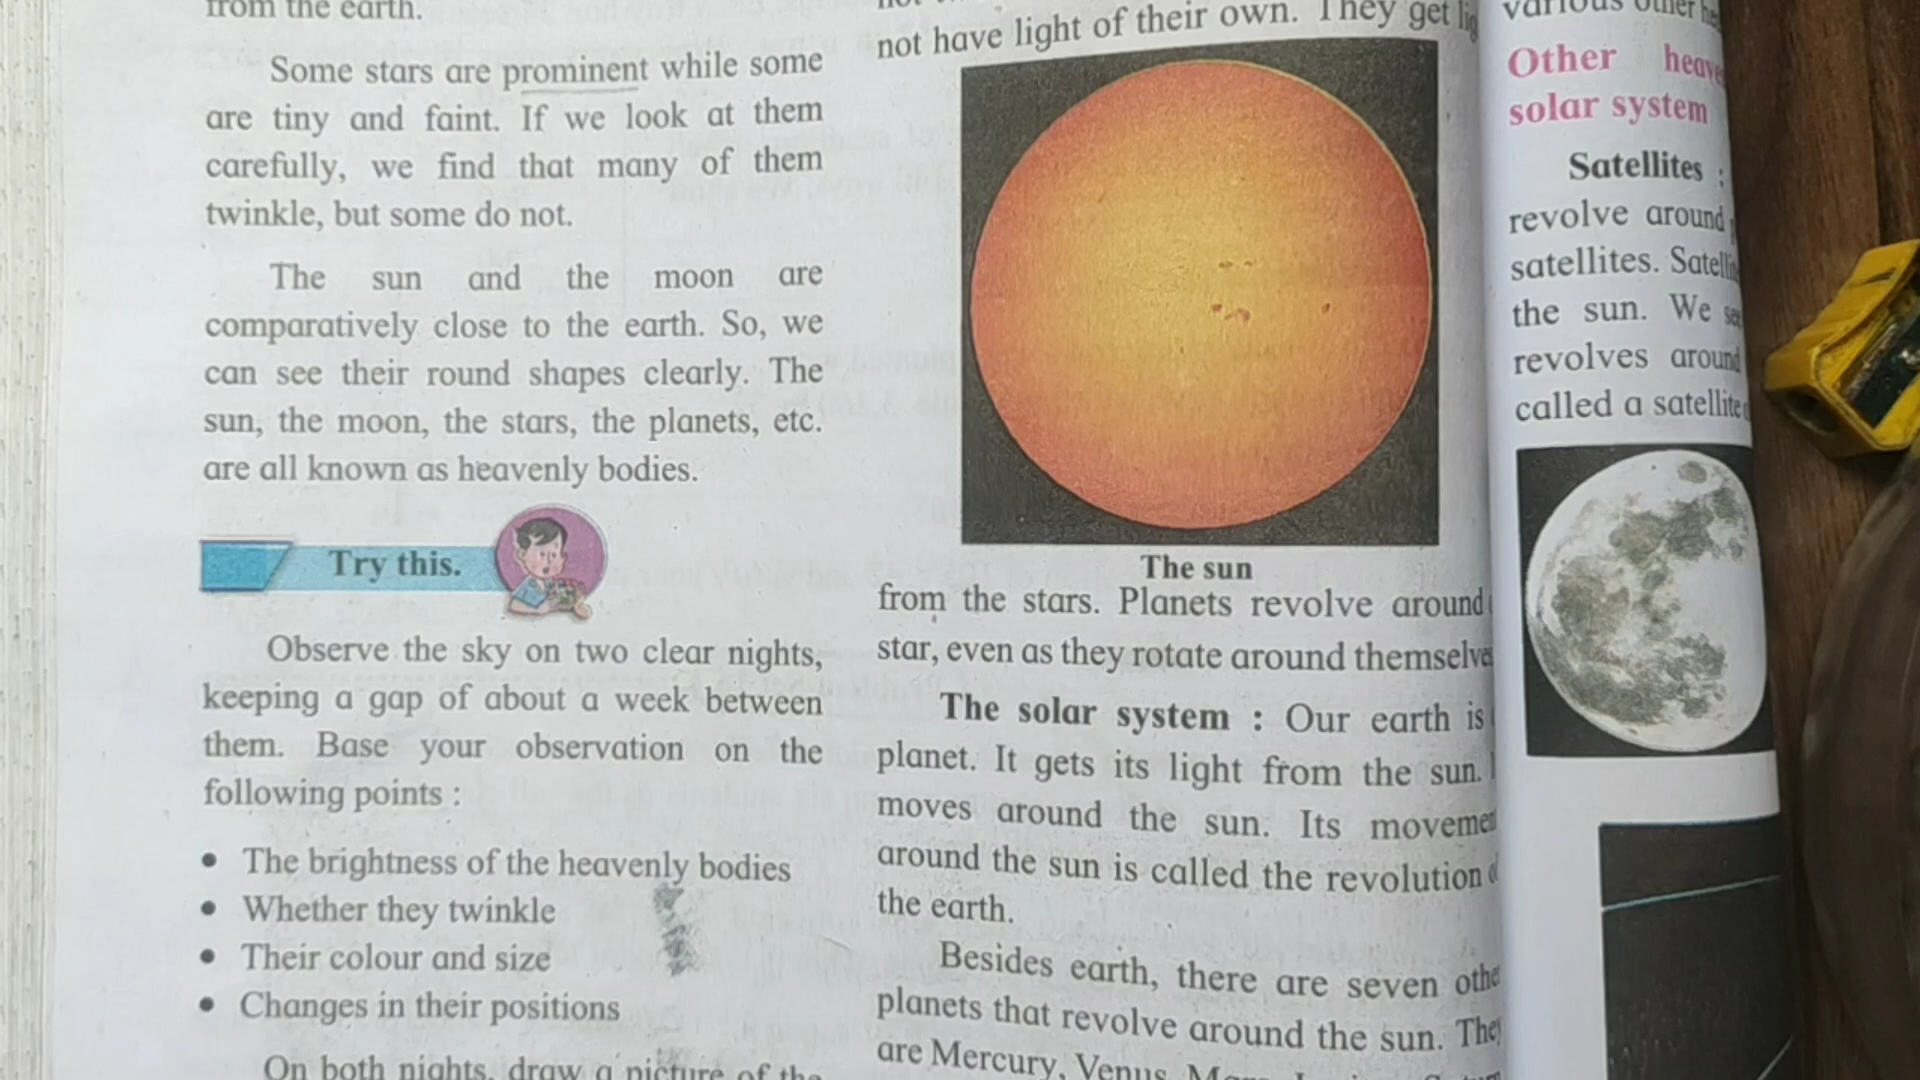 from the earth.
Some stars are prominent while some
are tiny and faint. If we look at them
carefully, we find that many of them
twinkle, but some do not.
The sun and the moon are
comparatively close to the earth. So, we
can see their round shapes clearly. The
sun, the moon, the stars, the planets, etc.
are all known as heavenly bodies.
Try this.
Observe the sky on two clear nights,
keeping a gap of about a week between
them. Base your observation on the
following points :
• The brightness of the heavenly bodies
• Whether they twinkle
• Their colour and size
• Changes in their positions
On both nights, draw a picture of the
not have light of their own. They get
The sun
from the stars. Planets revolve around
star, even as they rotate around
The solar system : Our earth is
planet. It gets its light from the sun.
moves around the sun. Its
around the sun is called the revolution
the earth.
Besides earth, there are seven
planets that revolve around the sun.
are Mercury, Venus,
various other
Other
solar system
Satellites :
revolve around
satellites.
the sun. We
revolves around
called a satellite